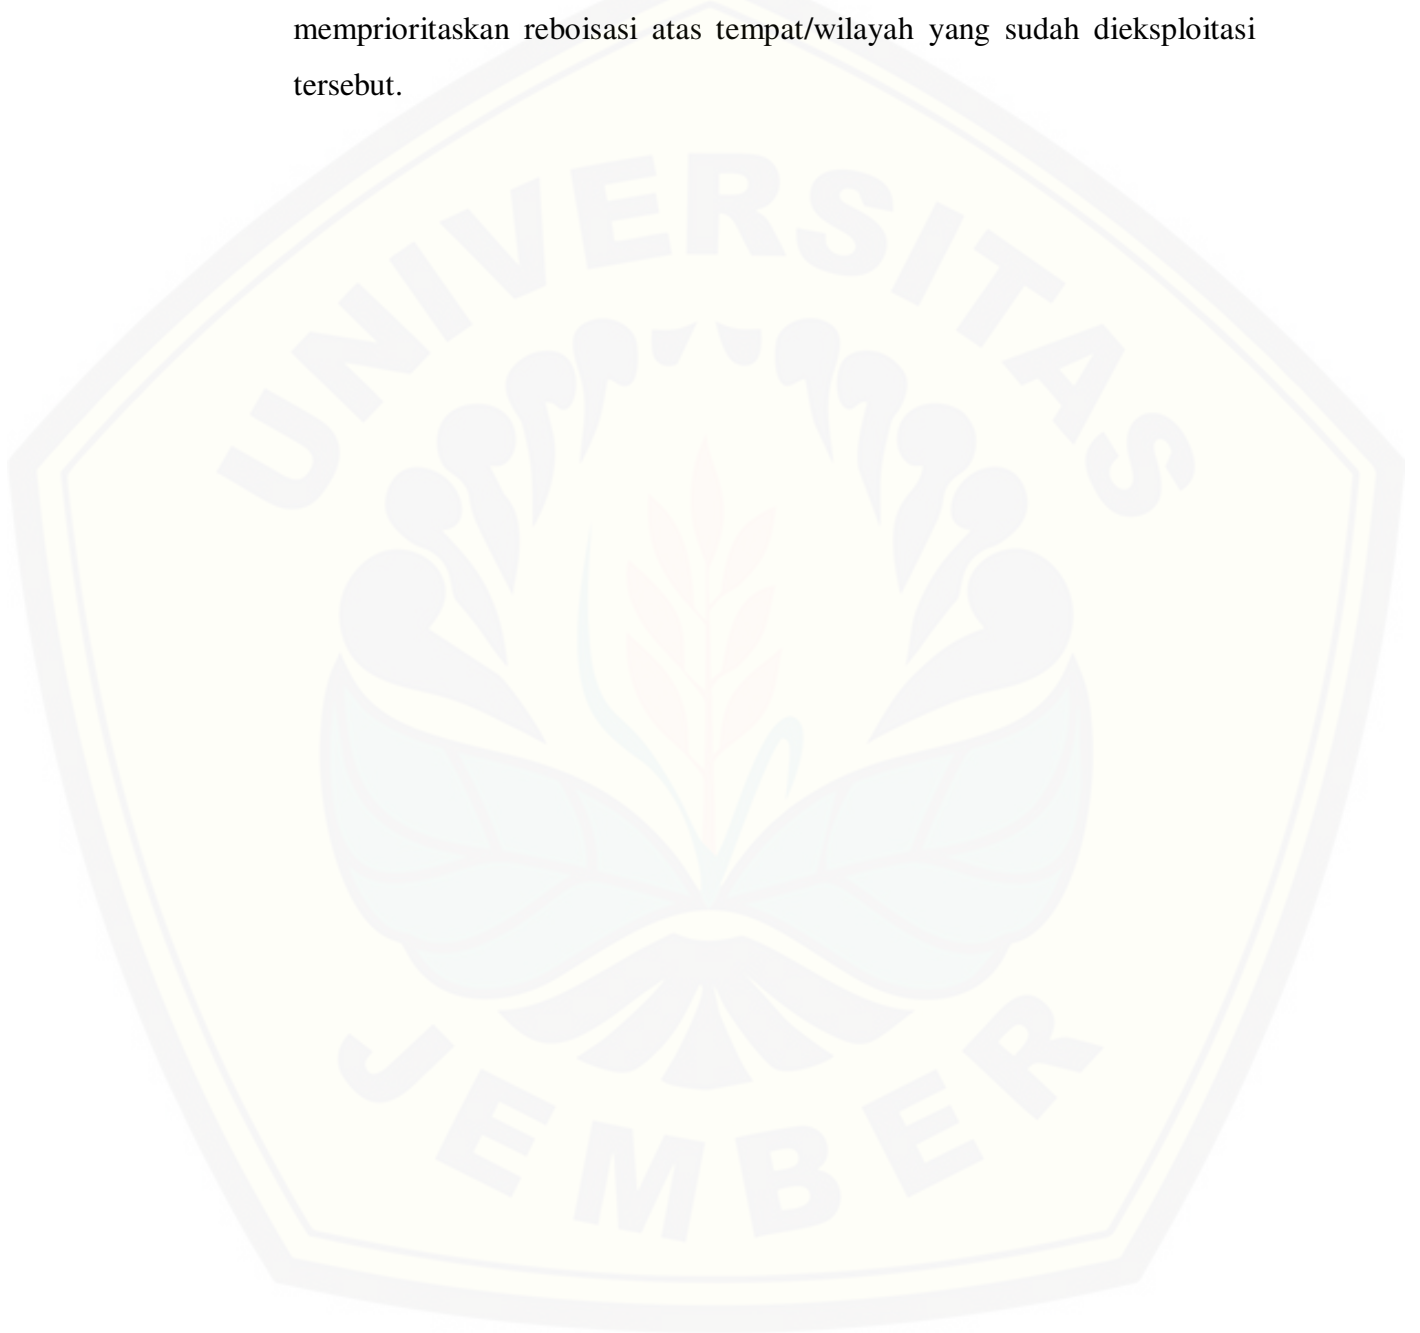 memprioritaskan reboisasi atas tempat/wilayah yang sudah dieksploitasi
tersebut.
UNIVERSITAS
JEMBER